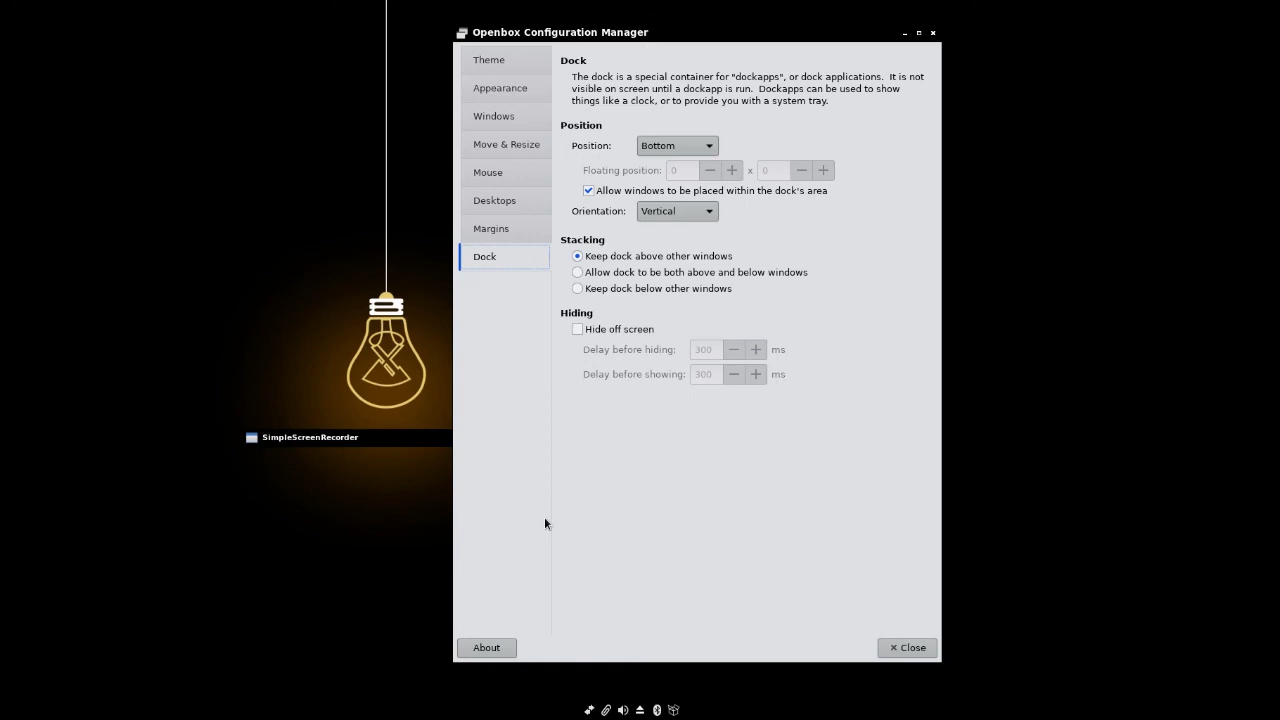 Openbox Configuration Manager
Theme
Appearance
Windows
Move & Resize
Mouse
Desktops
Margins
Dock
Dock
The dock is a special container for "dockapps", or dock applications. It is not
visible on screen until a dockapp is run. Dockapps can be used to show
things like a clock, or to provide you with a system tray.
Position
Position: Bottom
Floating position: 0 x 0
Allow windows to be placed within the dock's area
Orientation: Vertical
Stacking
Keep dock above other windows
Allow dock to be both above and below windows
Keep dock below other windows
Hiding
Hide off screen
Delay before hiding: 300 ms
Delay before showing: 300 ms
SimpleScreenRecorder
About
Close